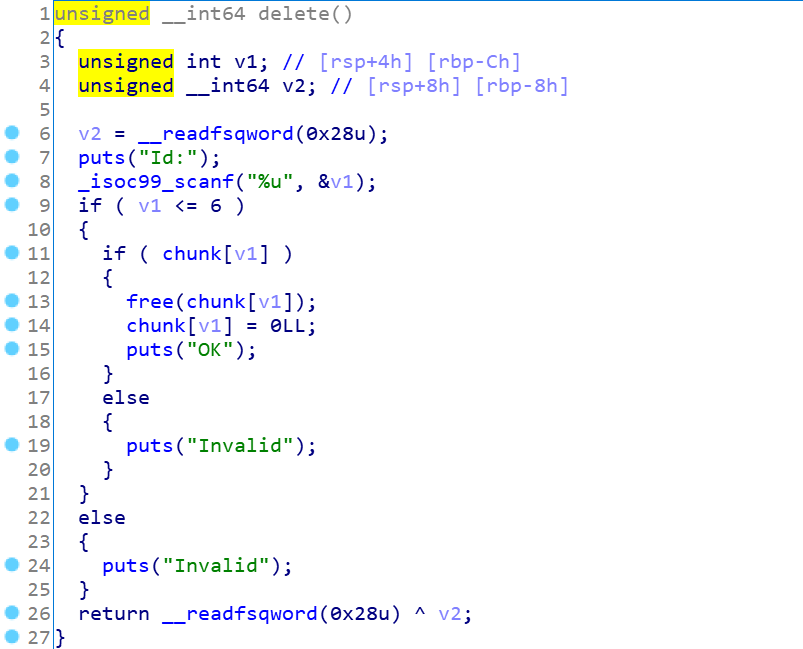 1 unsigned __int64 delete()
2 {
3 unsigned int v1; // [rsp+4h] [rbp-Ch]
4 unsigned __int64 v2; // [rsp+8h] [rbp-8h]
5
6 v2 = __readfsqword(0x28u);
7 puts("Id:");
8 _isoc99_scanf("%u", &v1);
9 if ( v1 <= 6 )
10 {
11 if ( chunk[v1] )
12 {
13 free(chunk[v1]);
14 chunk[v1] = 0LL;
15 puts("OK");
16 }
17 else
18 {
19 puts("Invalid");
20 }
21 }
22 else
23 {
24 puts("Invalid");
25 }
26 return __readfsqword(0x28u) ^ v2;
27 }